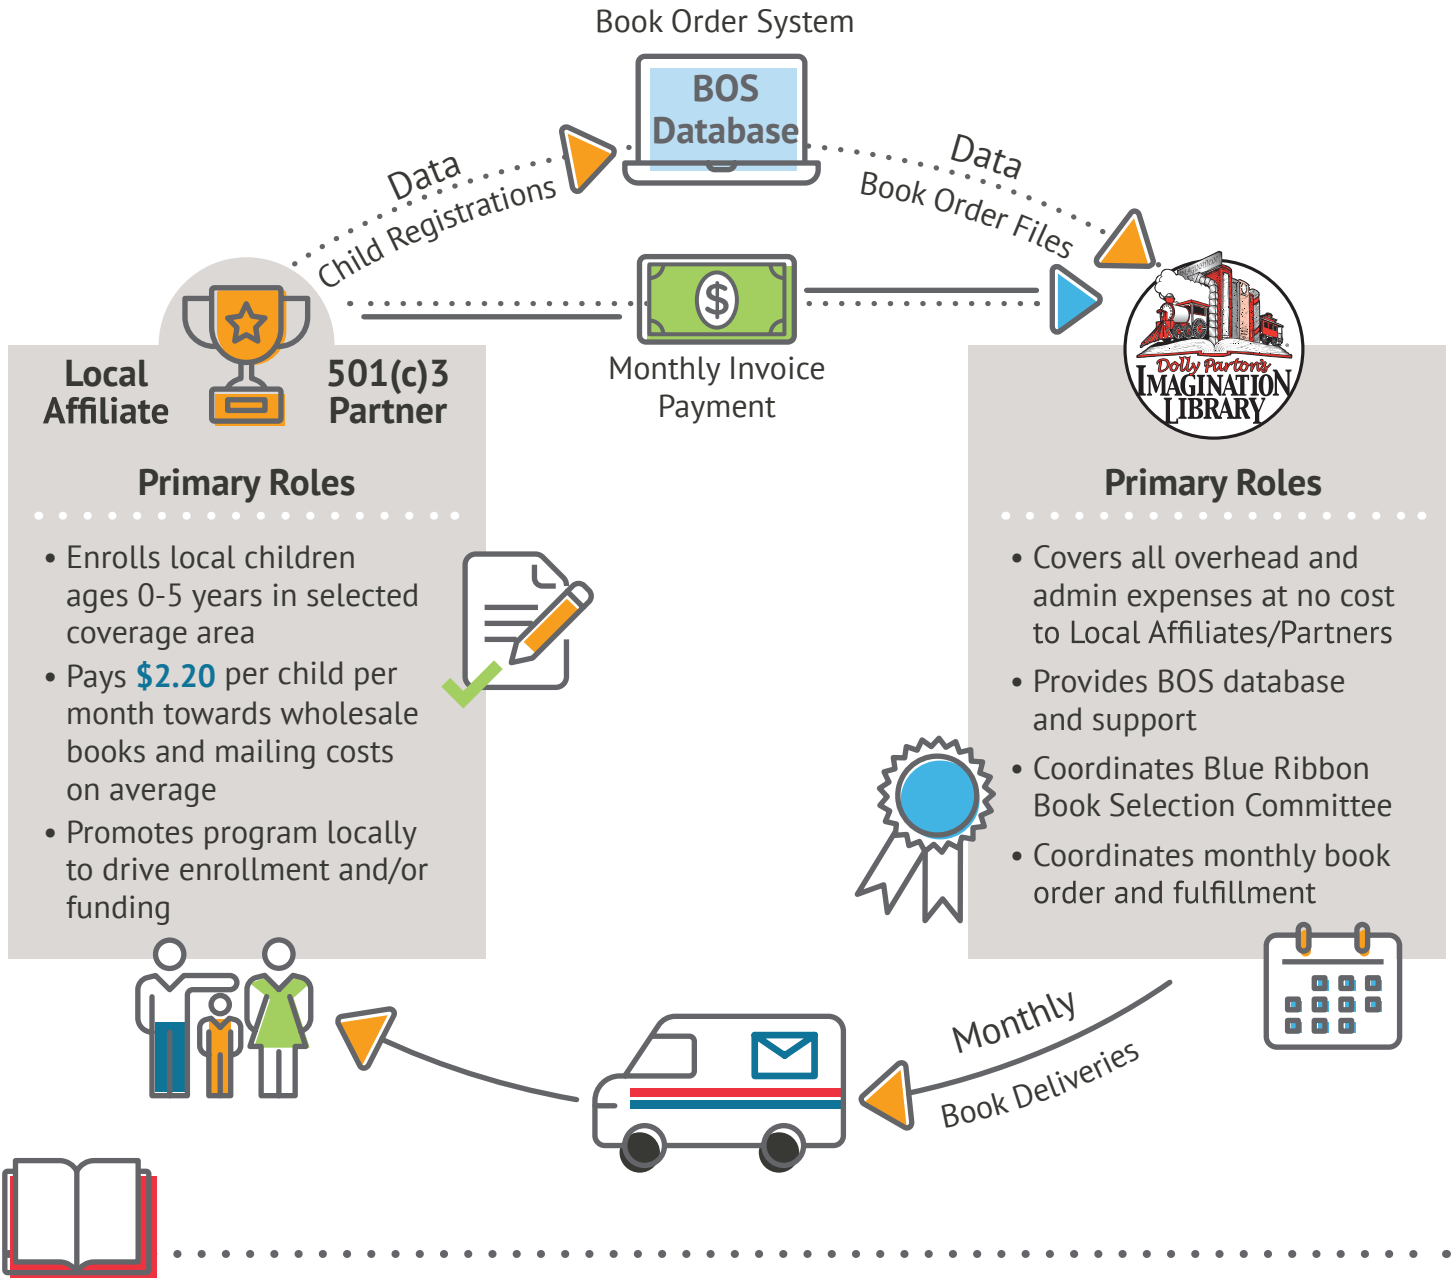 Book Order System
BOS
Database
Data
Child Registrations
Data
Book Order Files
$
Monthly Invoice
Payment
Local
Affiliate
501(c)3
Partner
Primary Roles
• Enrolls local children
ages 0-5 years in selected
coverage area
• Pays $2.20 per child per
month towards wholesale
books and mailing costs
on average
• Promotes program locally
to drive enrollment and/or
funding
Dolly Parton's
IMAGINATION
LIBRARY
Primary Roles
• Covers all overhead and
admin expenses at no cost
to Local Affiliates/Partners
• Provides BOS database
and support
• Coordinates Blue Ribbon
Book Selection Committee
• Coordinates monthly book
order and fulfillment
Monthly
Book Deliveries